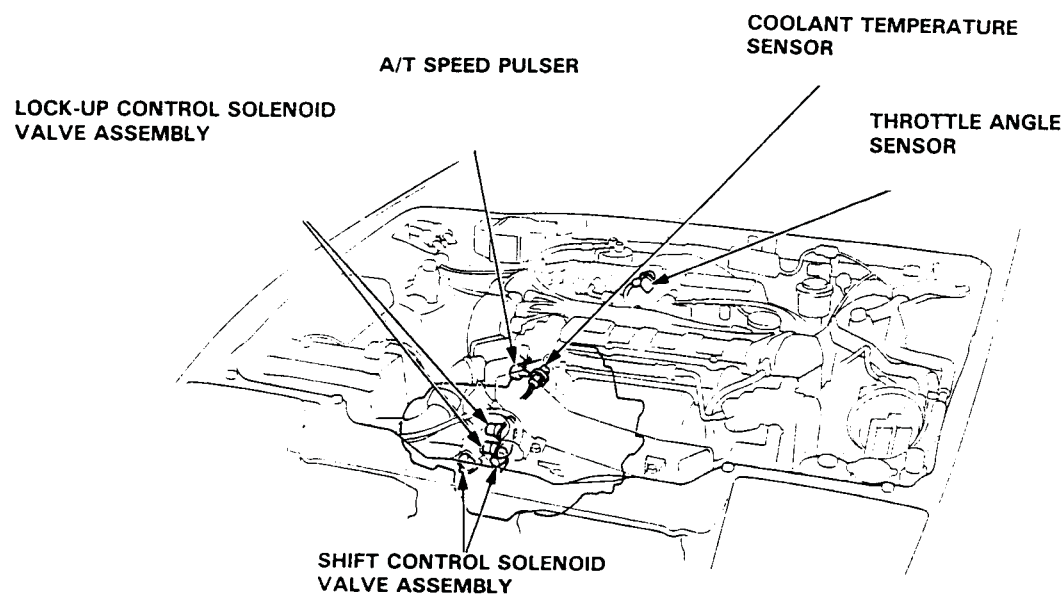 COOLANT TEMPERATURE
SENSOR
A/T SPEED PULSER
LOCK-UP CONTROL SOLENOID
VALVE ASSEMBLY
THROTTLE ANGLE
SENSOR
SHIFT CONTROL SOLENOID
VALVE ASSEMBLY